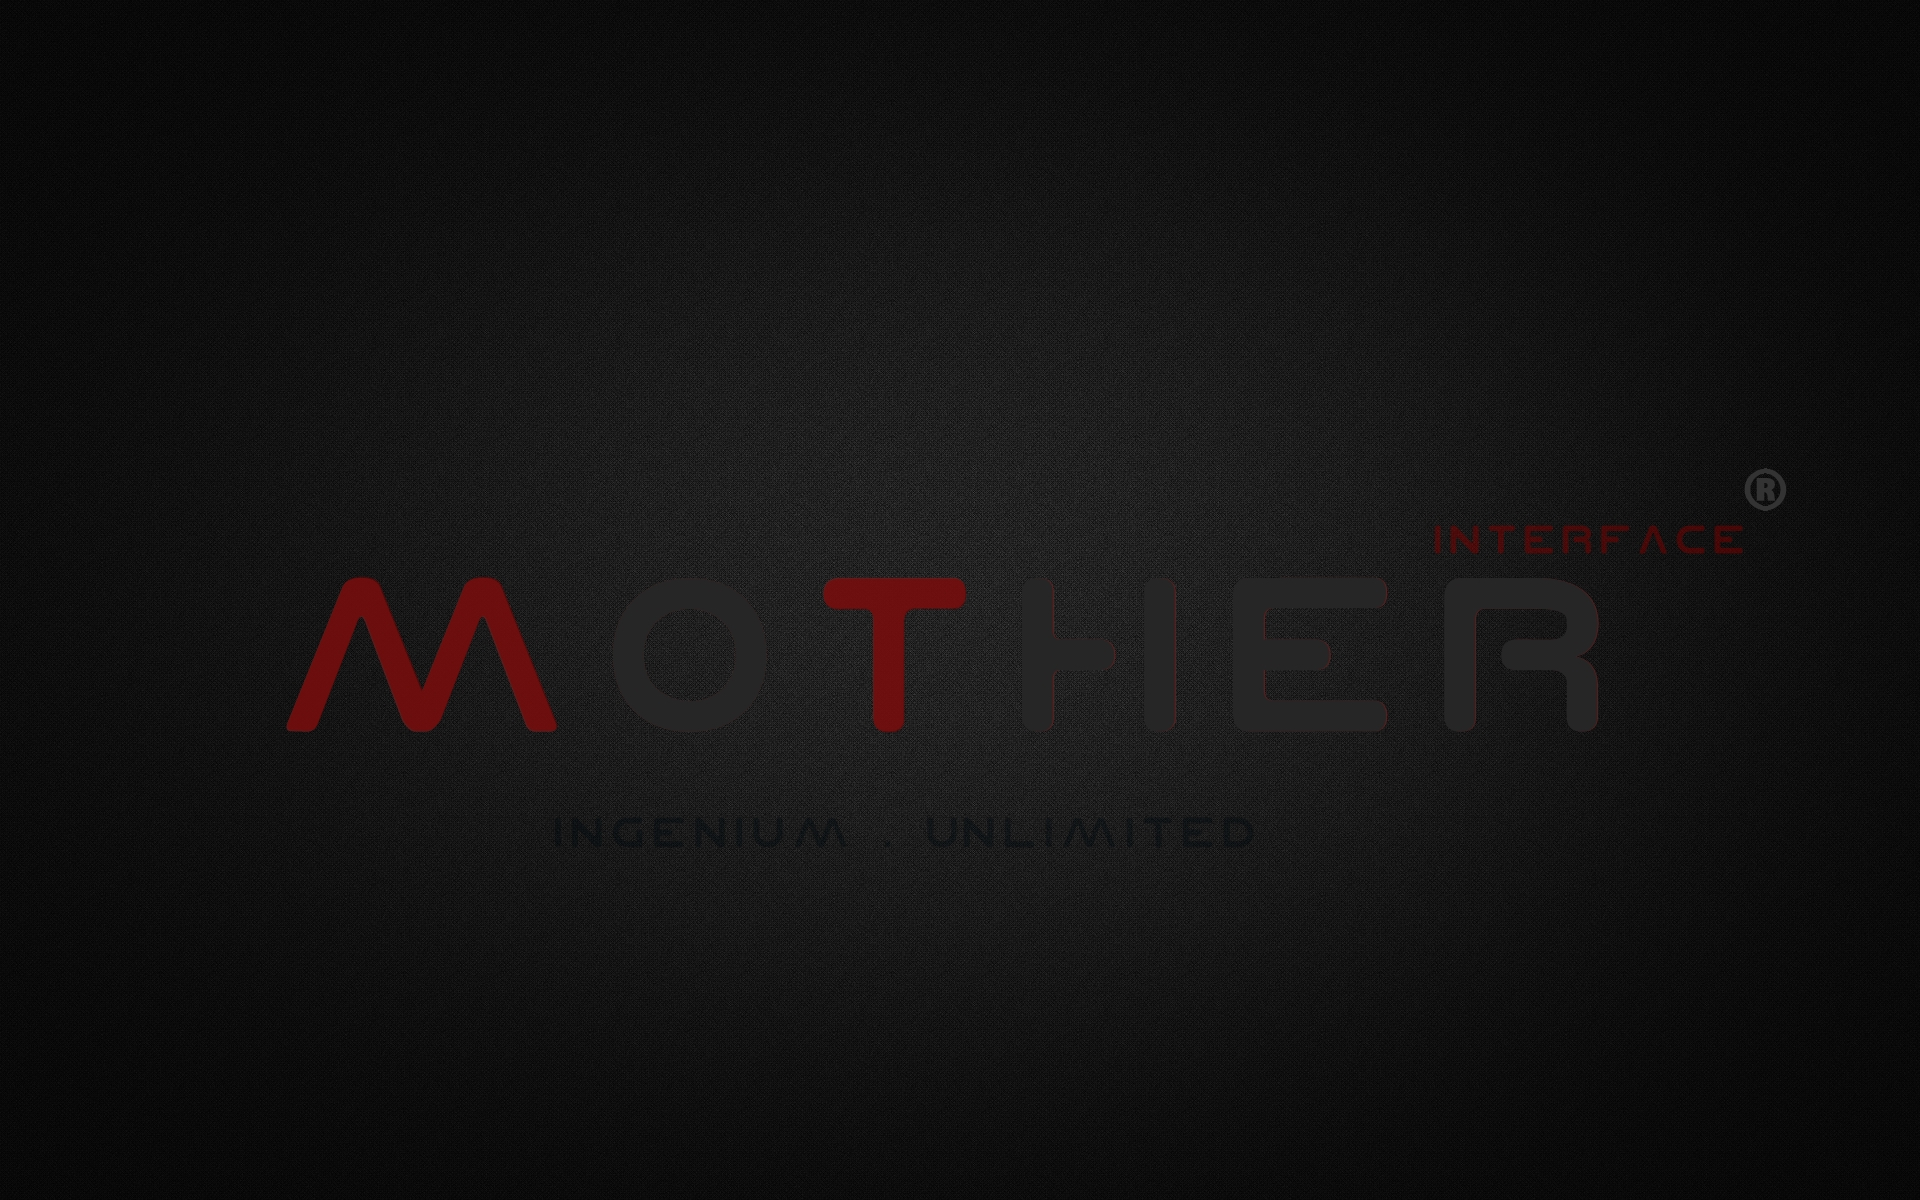 ®
INTERFACE
MOTHER
INGENIUM . UNLIMITED